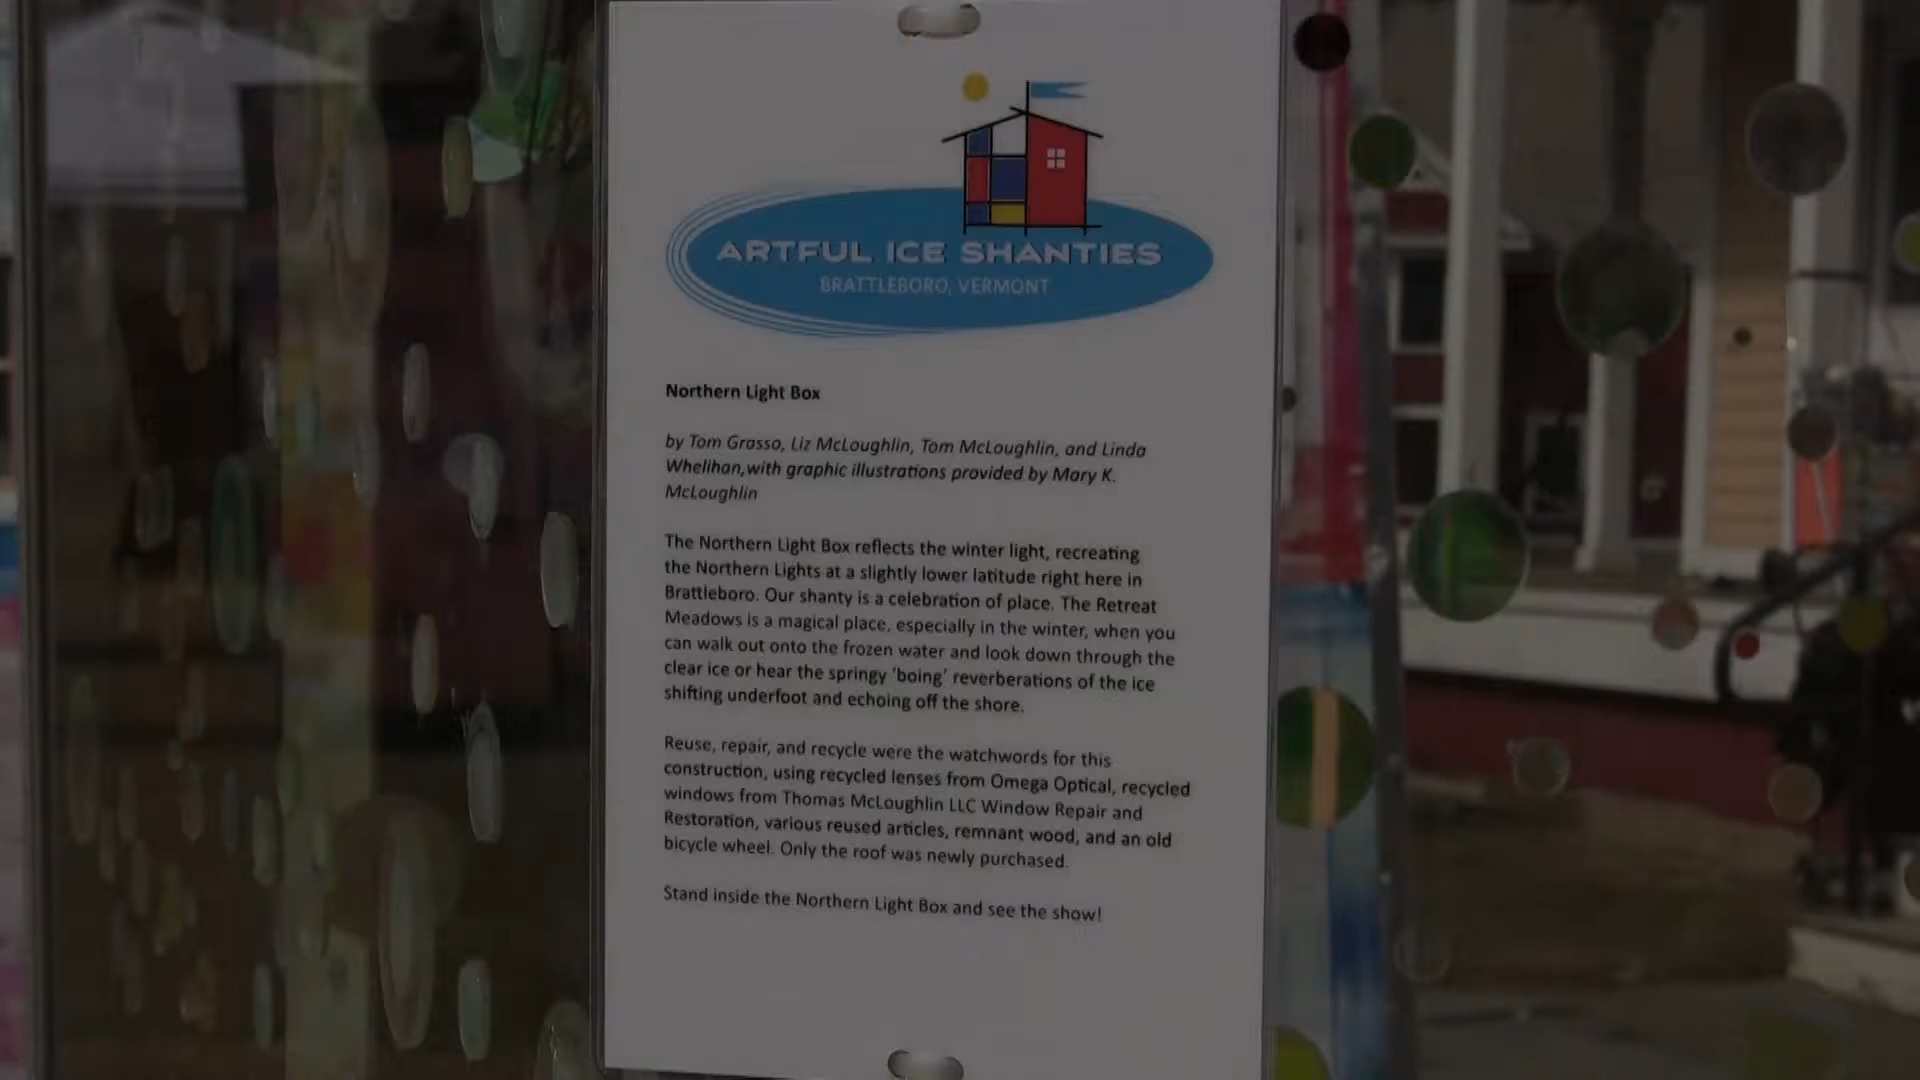 ARTFUL ICE SHANTIES
BRATTLEBORO, VERMONT
Northern Light Box
by Tom Grasso, Liz McLoughlin, Tom McLoughlin, and Linda
Whelihan,with graphic illustrations provided by Mary K.
McLoughlin
The Northern Light Box reflects the winter light, recreating
the Northern Lights at a slightly lower latitude right here in
Brattleboro. Our shanty is a celebration of place. The Retreat
Meadows is a magical place, especially in the winter, when you
can walk out onto the frozen water and look down through the
clear ice or hear the springy 'boing' reverberations of the ice
shifting underfoot and echoing off the shore.
Reuse, repair, and recycle were the watchwords for this
construction, using recycled lenses from Omega Optical, recycled
windows from Thomas McLoughlin LLC Window Repair and
Restoration, various reused articles, remnant wood, and an old
bicycle wheel. Only the roof was newly purchased.
Stand inside the Northern Light Box and see the show!